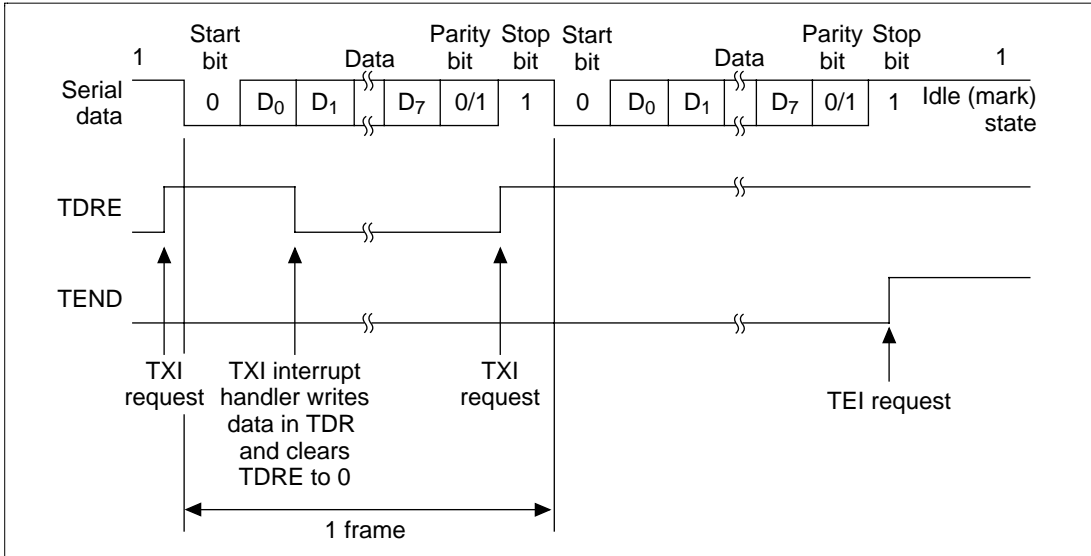 1
Start bit
Data
Parity bit
Stop bit
Start bit
Data
Parity bit
Stop bit
1
Serial data
0 D0 D1 D7 0/1 1 0 D0 D1 D7 0/1 1
Idle (mark) state
TDRE
TEND
TXI request
TXI interrupt handler writes data in TDR and clears TDRE to 0
TXI request
TEI request
1 frame